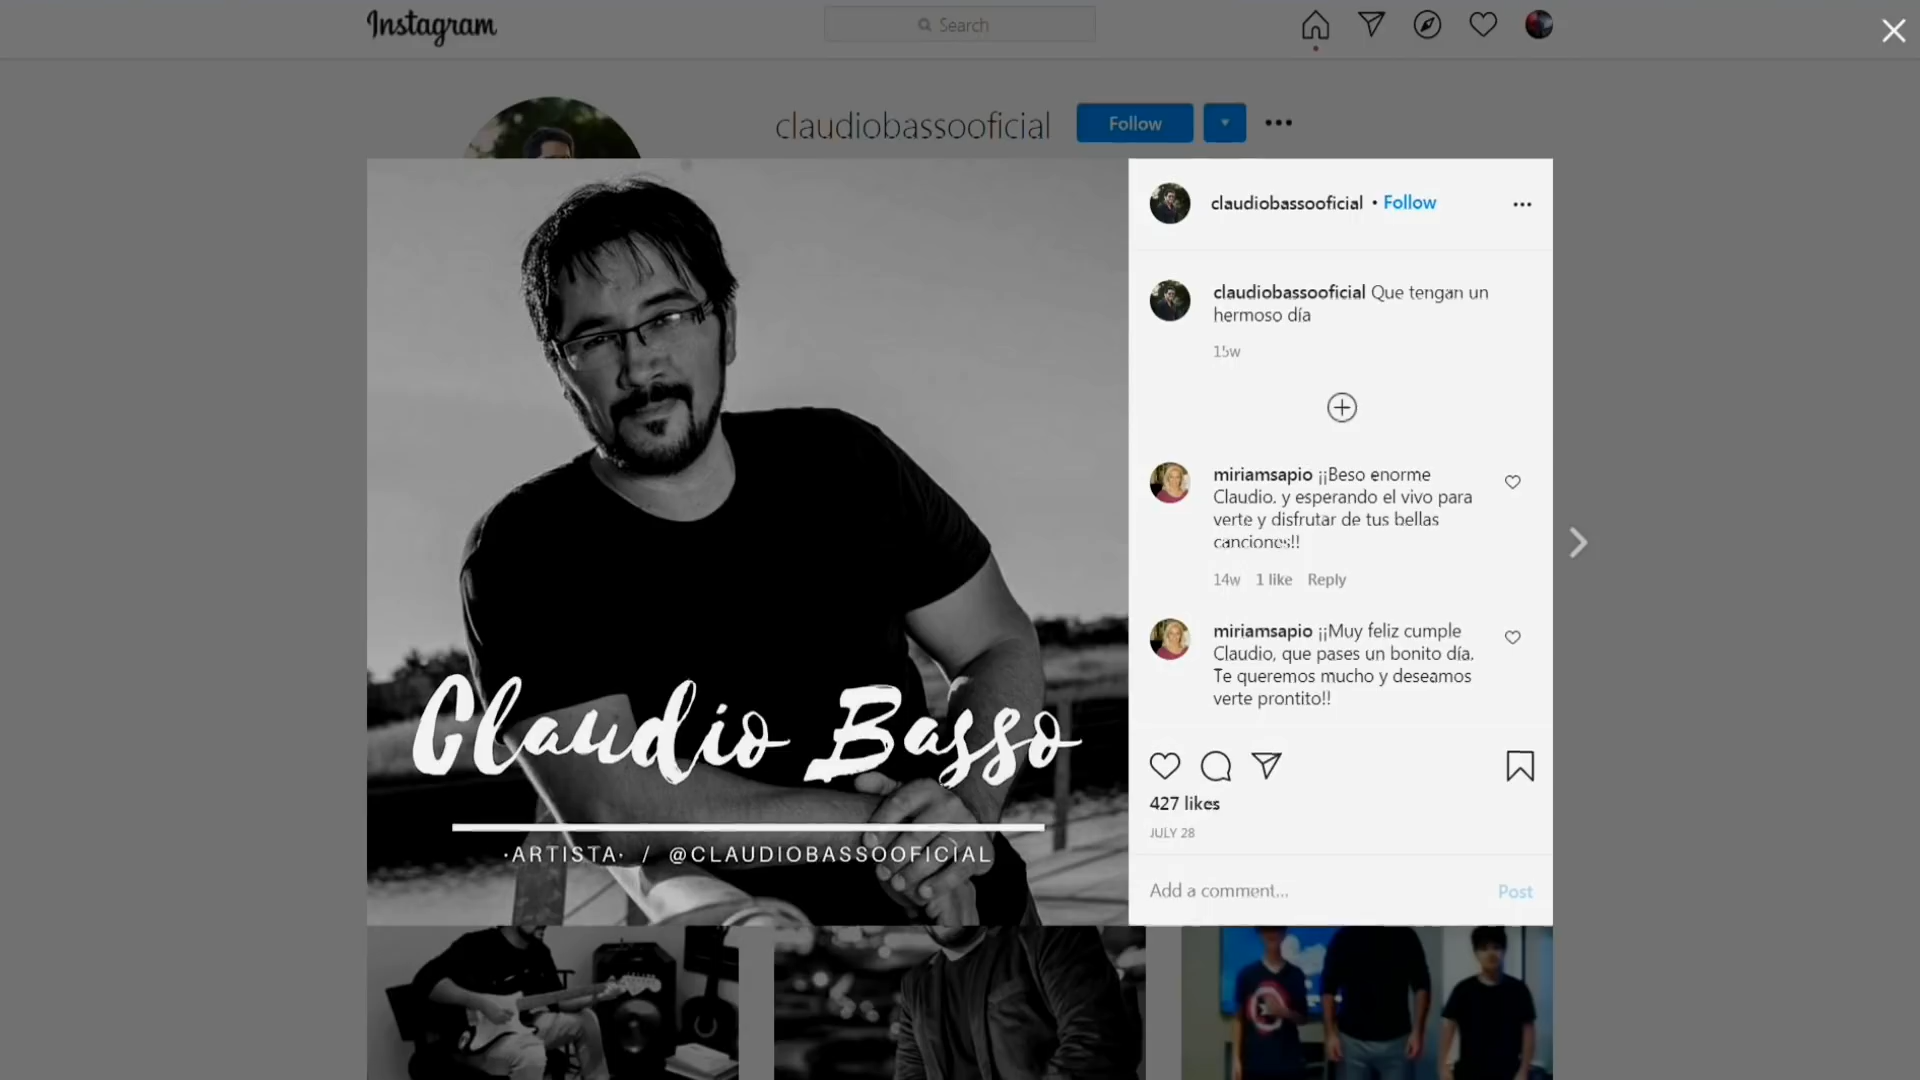 Instagram
Search
claudiobassooficial
Follow
claudiobassooficial • Follow
claudiobassooficial Que tengan un
hermoso día
15w
miriamsapio ¡¡Beso enorme
Claudio. y esperando el vivo para
verte y disfrutar de tus bellas
canciones!!
14w 1 like Reply
miriamsapio ¡¡Muy feliz cumple
Claudio, que pases un bonito día.
Te queremos mucho y deseamos
verte prontito!!
427 likes
JULY 28
Add a comment... Post
Claudio Basso
·ARTISTA· / @CLAUDIOBASSOOFICIAL